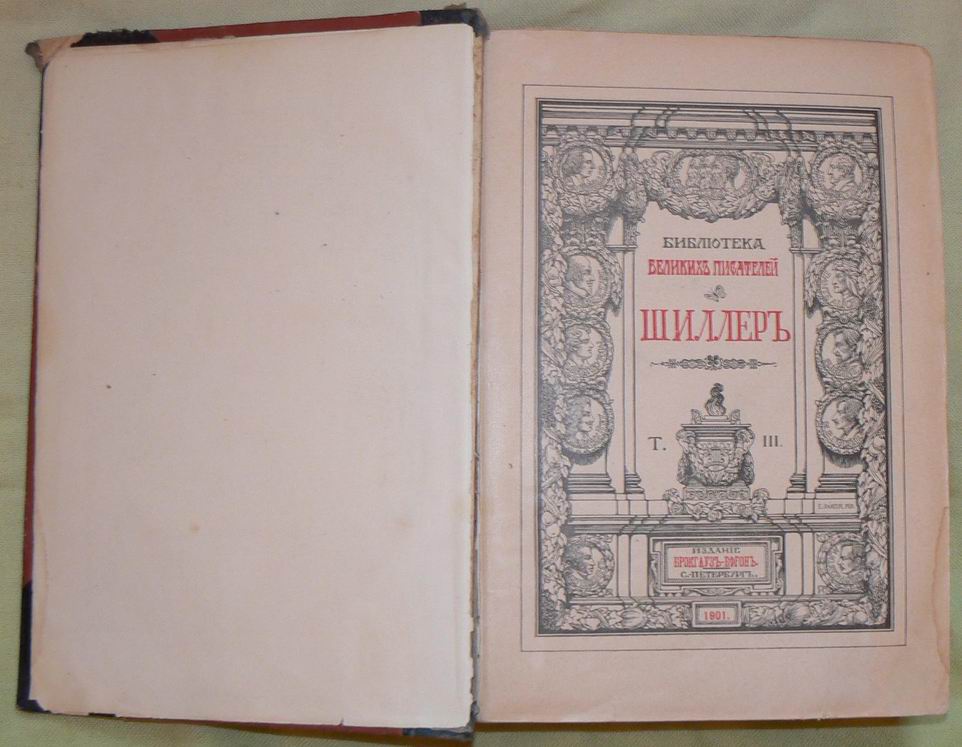 БИБЛІОТЕКА
ВЕЛИКИХЪ ПИСАТЕЛЕЙ
ШИЛЛЕРЪ
Т. III.
ИЗДАНІЕ
БРОКГАУЗЪ-ЕФРОНЪ.
С.-ПЕТЕРБУРГЪ.
1901.